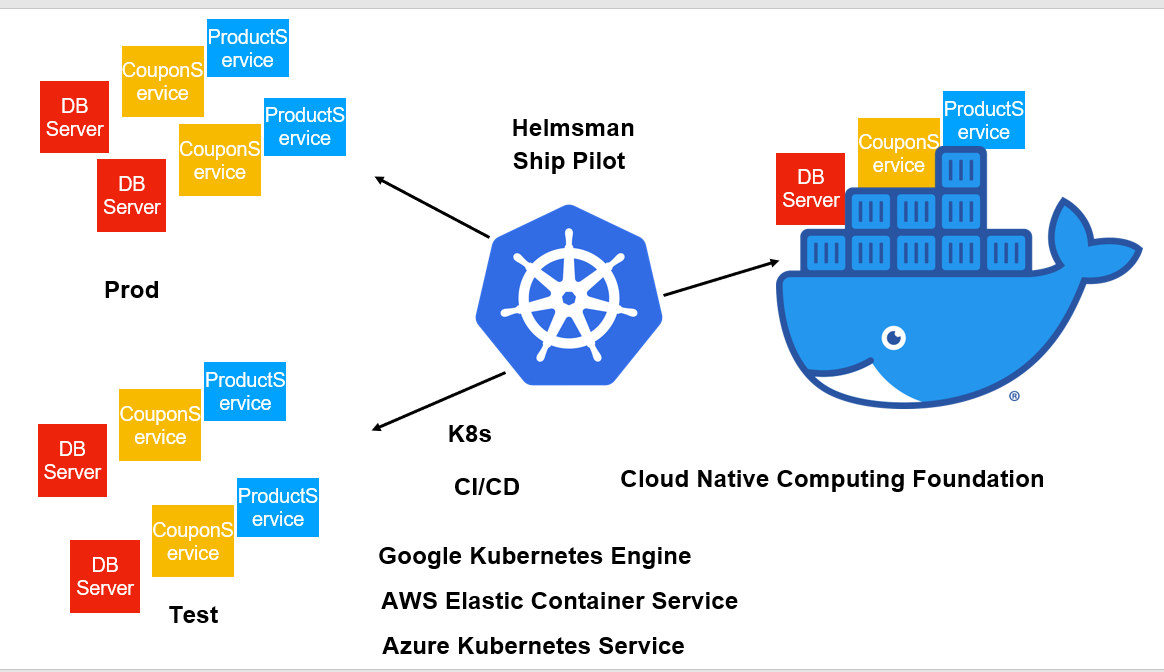 ProductS
ervice
CouponS
ervice
DB
Server
ProductS
ervice
CouponS
ervice
DB
Server
Prod
Helmsman
Ship Pilot
ProductS
ervice
CouponS
ervice
DB
Server
®
ProductS
ervice
CouponS
ervice
DB
Server
ProductS
ervice
CouponS
ervice
DB
Server
Test
K8s
CI/CD
Cloud Native Computing Foundation
Google Kubernetes Engine
AWS Elastic Container Service
Azure Kubernetes Service